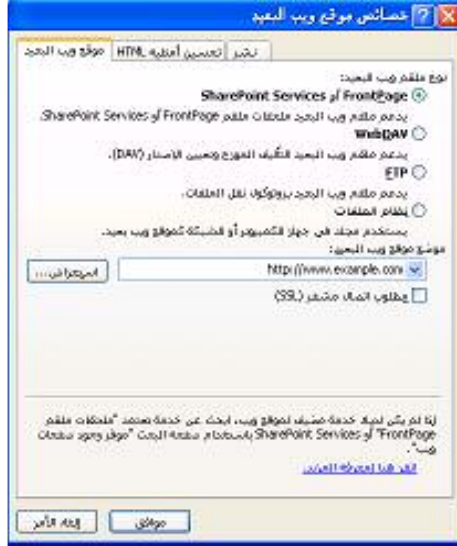 خصائص موقع ويب البعيد
موقع ويب البعيد
تحسين أمثلية HTML
نشر
نوع ملقم ويب البعيد:
FrontPage أو SharePoint Services
يدعم ملقم ويب البعيد ملحقات ملقم FrontPage أو SharePoint Services.
WebDAV
يدعم ملقم ويب البعيد التأليف الموزع وتعيين الإصدار (DAV).
FTP
يدعم ملقم ويب البعيد بروتوكول نقل الملفات.
نظام الملفات
يستخدم مجلد في جهاز الكمبيوتر أو الشبكة كموقع ويب بعيد.
موضع موقع ويب البعيد:
http://www.example.com
استعراض...
مطلوب اتصال مشفر (SSL)
إذا لم يكن لديك خدمة مضيف لموقع ويب، ابحث عن خدمة تعتمد "ملحقات ملقم
FrontPage" أو SharePoint Services باستخدام صفحة البحث "موفر وجود صفحات
ويب".
انقر هنا لمعرفة المزيد.
موافق
إلغاء الأمر